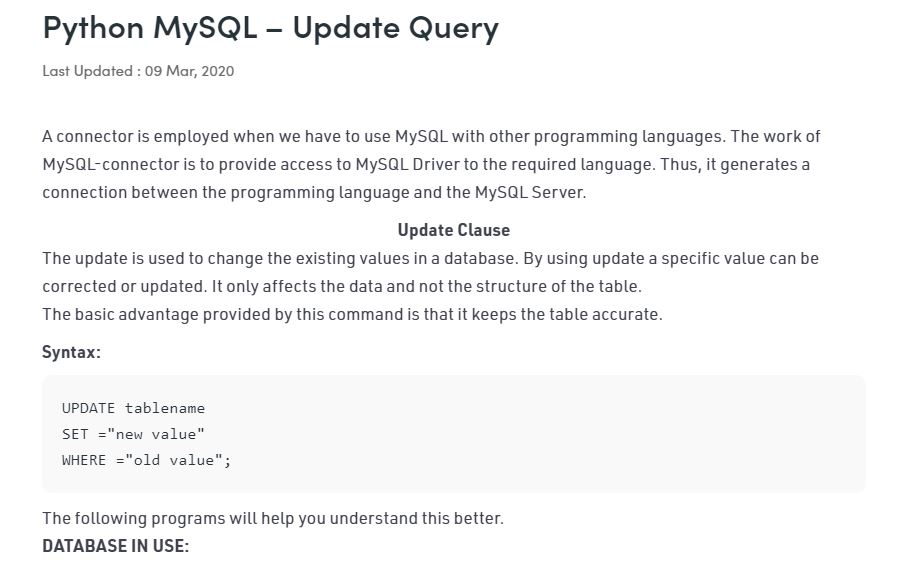 Python MySQL – Update Query
Last Updated : 09 Mar, 2020
A connector is employed when we have to use MySQL with other programming languages. The work of
MySQL-connector is to provide access to MySQL Driver to the required language. Thus, it generates a
connection between the programming language and the MySQL Server.
Update Clause
The update is used to change the existing values in a database. By using update a specific value can be
corrected or updated. It only affects the data and not the structure of the table.
The basic advantage provided by this command is that it keeps the table accurate.
Syntax:
UPDATE tablename
SET ="new value"
WHERE ="old value";
The following programs will help you understand this better.
DATABASE IN USE: